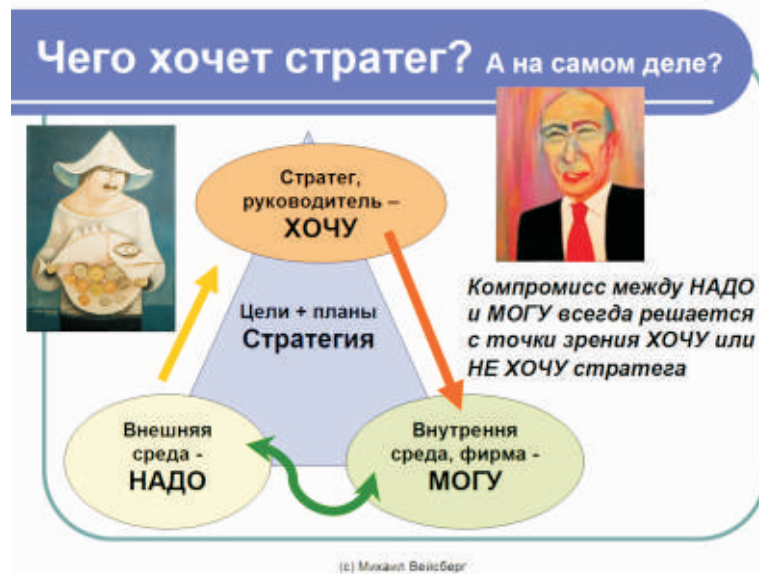 Чего хочет стратег? А на самом деле?
Стратег,
руководитель –
ХОЧУ
Цели + планы
Стратегия
Компромисс между НАДО
и МОГУ всегда решается
с точки зрения ХОЧУ или
НЕ ХОЧУ стратега
Внешняя
среда -
НАДО
Внутрення
среда, фирма -
МОГУ
(c) Михаил Вейсберг